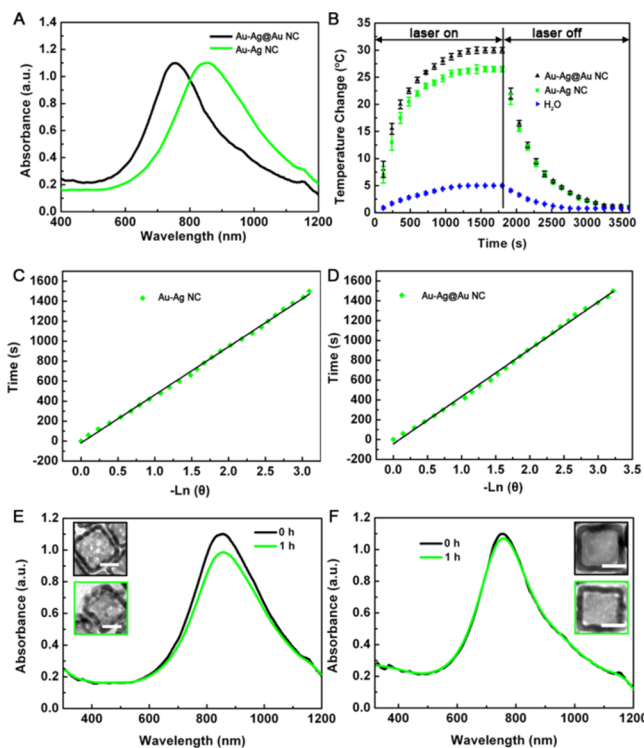 A
Au-Ag@Au NC
Au-Ag NC
Absorbance (a.u.)
1.2
1.0
0.8
0.6
0.4
0.2
0.0
400 600 800 1000 1200
Wavelength (nm)
B
laser on
laser off
Au-Ag@Au NC
Au-Ag NC
H₂O
Temperature Change (°C)
40
35
30
25
20
15
10
5
0
0 500 1000 1500 2000 2500 3000 3500
Time (s)
C
Au-Ag NC
Time (s)
1600
1400
1200
1000
800
600
400
200
0
-200
0.0 0.5 1.0 1.5 2.0 2.5 3.0
-Ln (θ)
D
Au-Ag@Au NC
Time (s)
1600
1400
1200
1000
800
600
400
200
0
-200
0.0 0.5 1.0 1.5 2.0 2.5 3.0 3.5
-Ln (θ)
E
0 h
1 h
Absorbance (a.u.)
1.2
1.0
0.8
0.6
0.4
0.2
0.0
400 600 800 1000 1200
Wavelength (nm)
F
0 h
1 h
Absorbance (a.u.)
1.2
1.0
0.8
0.6
0.4
0.2
0.0
400 600 800 1000 1200
Wavelength (nm)